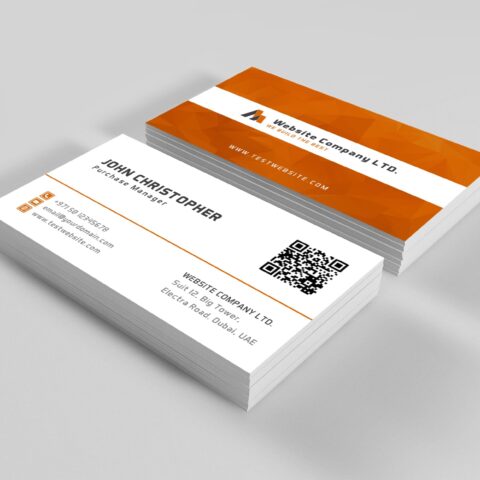 Website Company LTD.
WE BUILD THE BEST
WWW.TESTWEBSITE.COM
JOHN CHRISTOPHER
Purchase Manager
+971 50 12345678
email@yourdomain.com
www.testwebsite.com
WEBSITE COMPANY LTD.
Suit 12, Big Tower,
Electra Road, Dubai, UAE